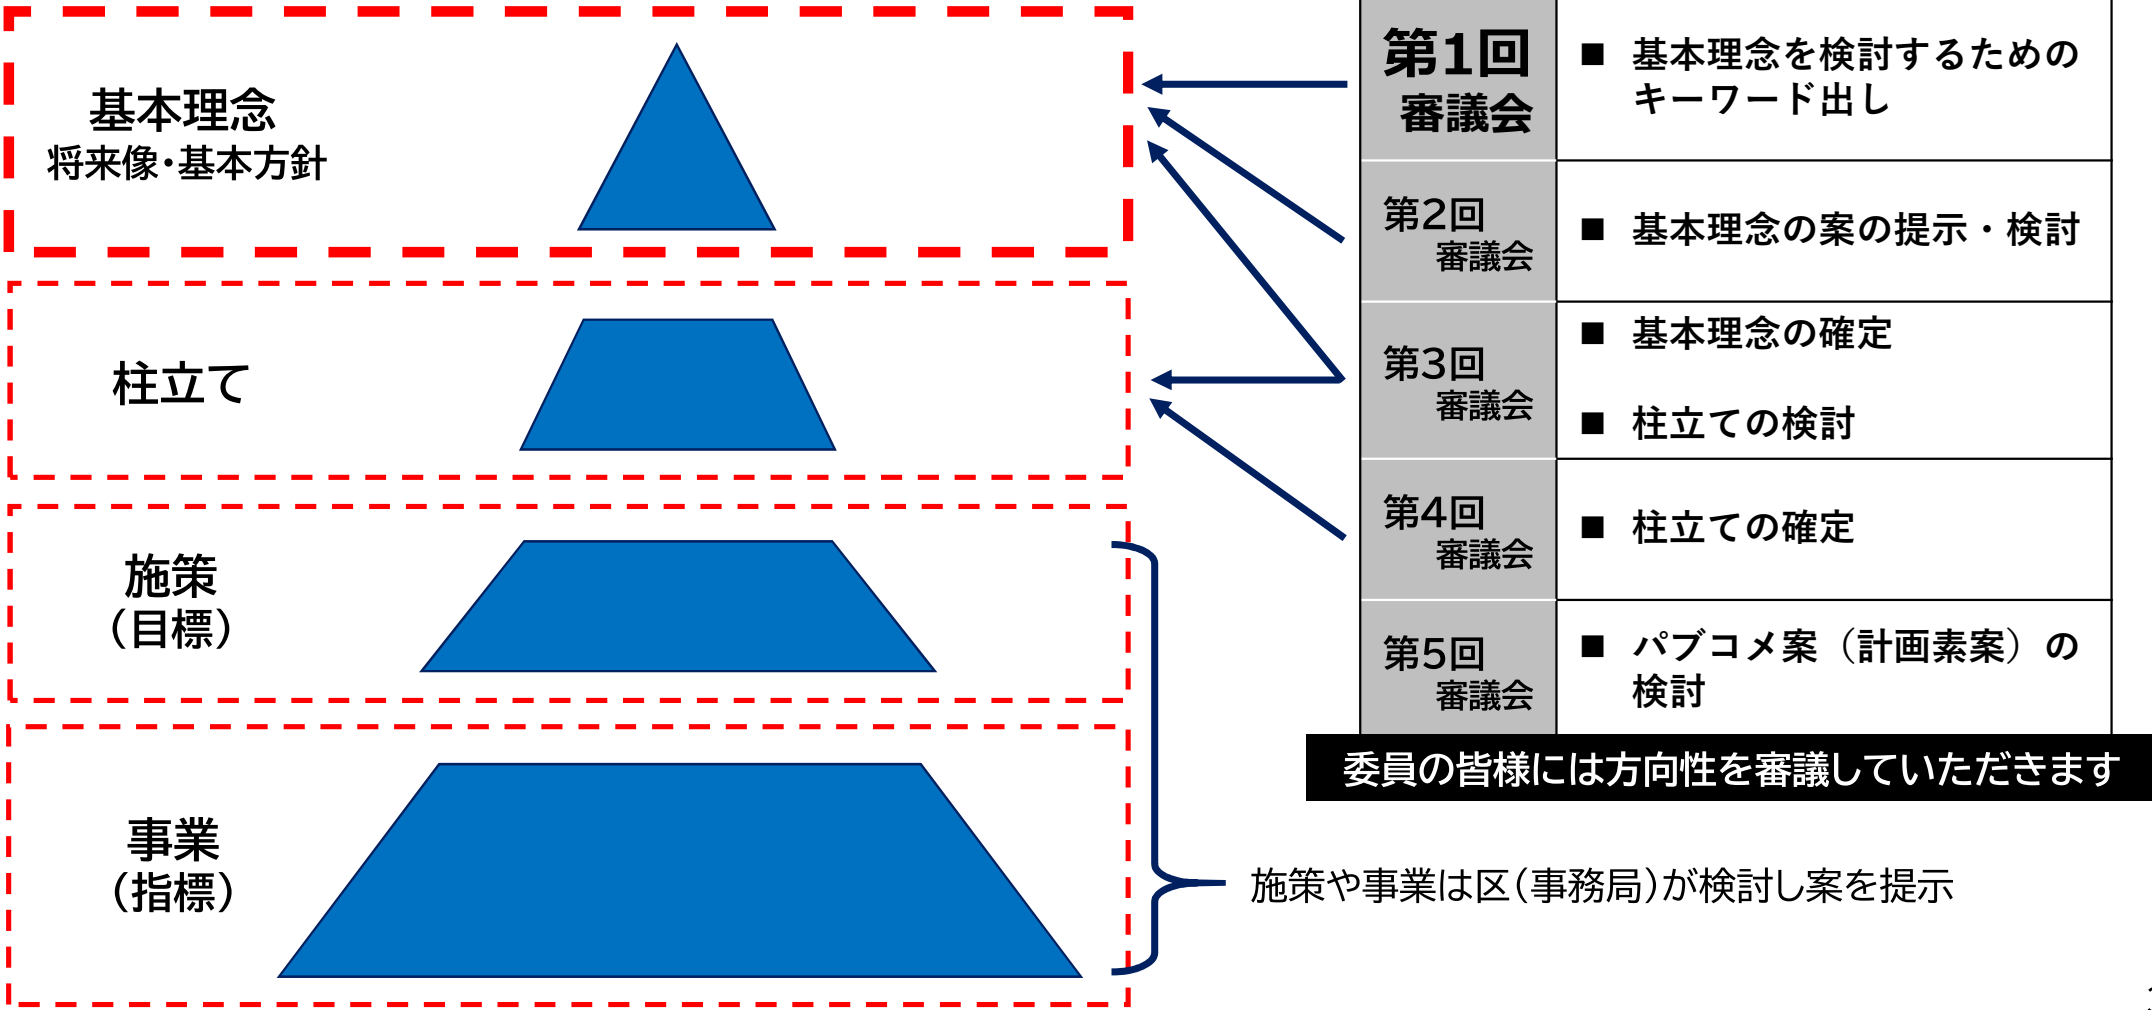 基本理念
将来像・基本方針
柱立て
施策
（目標）
事業
（指標）
第1回
審議会
■ 基本理念を検討するための
キーワード出し
第2回
審議会
■ 基本理念の案の提示・検討
第3回
審議会
■ 基本理念の確定
■ 柱立ての検討
第4回
審議会
■ 柱立ての確定
第5回
審議会
■ パブコメ案（計画素案）の
検討
委員の皆様には方向性を審議していただきます
施策や事業は区（事務局）が検討し案を提示